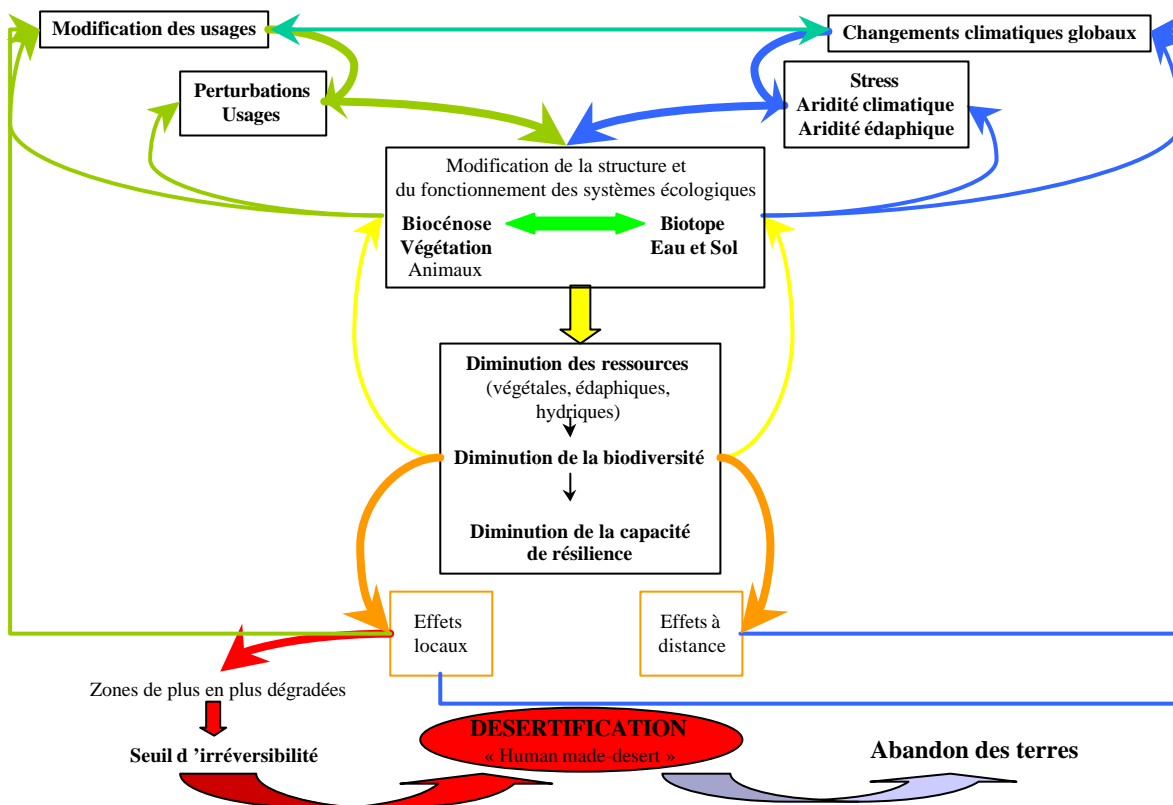 Modification des usages
Changements climatiques globaux
Perturbations
Usages
Stress
Aridité climatique
Aridité édaphique
Modification de la structure et
du fonctionnement des systèmes écologiques
Biocénose
Végétation
Animaux
Biotope
Eau et Sol
Diminution des ressources
(végétales, édaphiques,
hydriques)
Diminution de la biodiversité
Diminution de la capacité
de résilience
Effets
locaux
Effets à
distance
Zones de plus en plus dégradées
Seuil d ’irréversibilité
DESERTIFICATION
« Human made-desert »
Abandon des terres